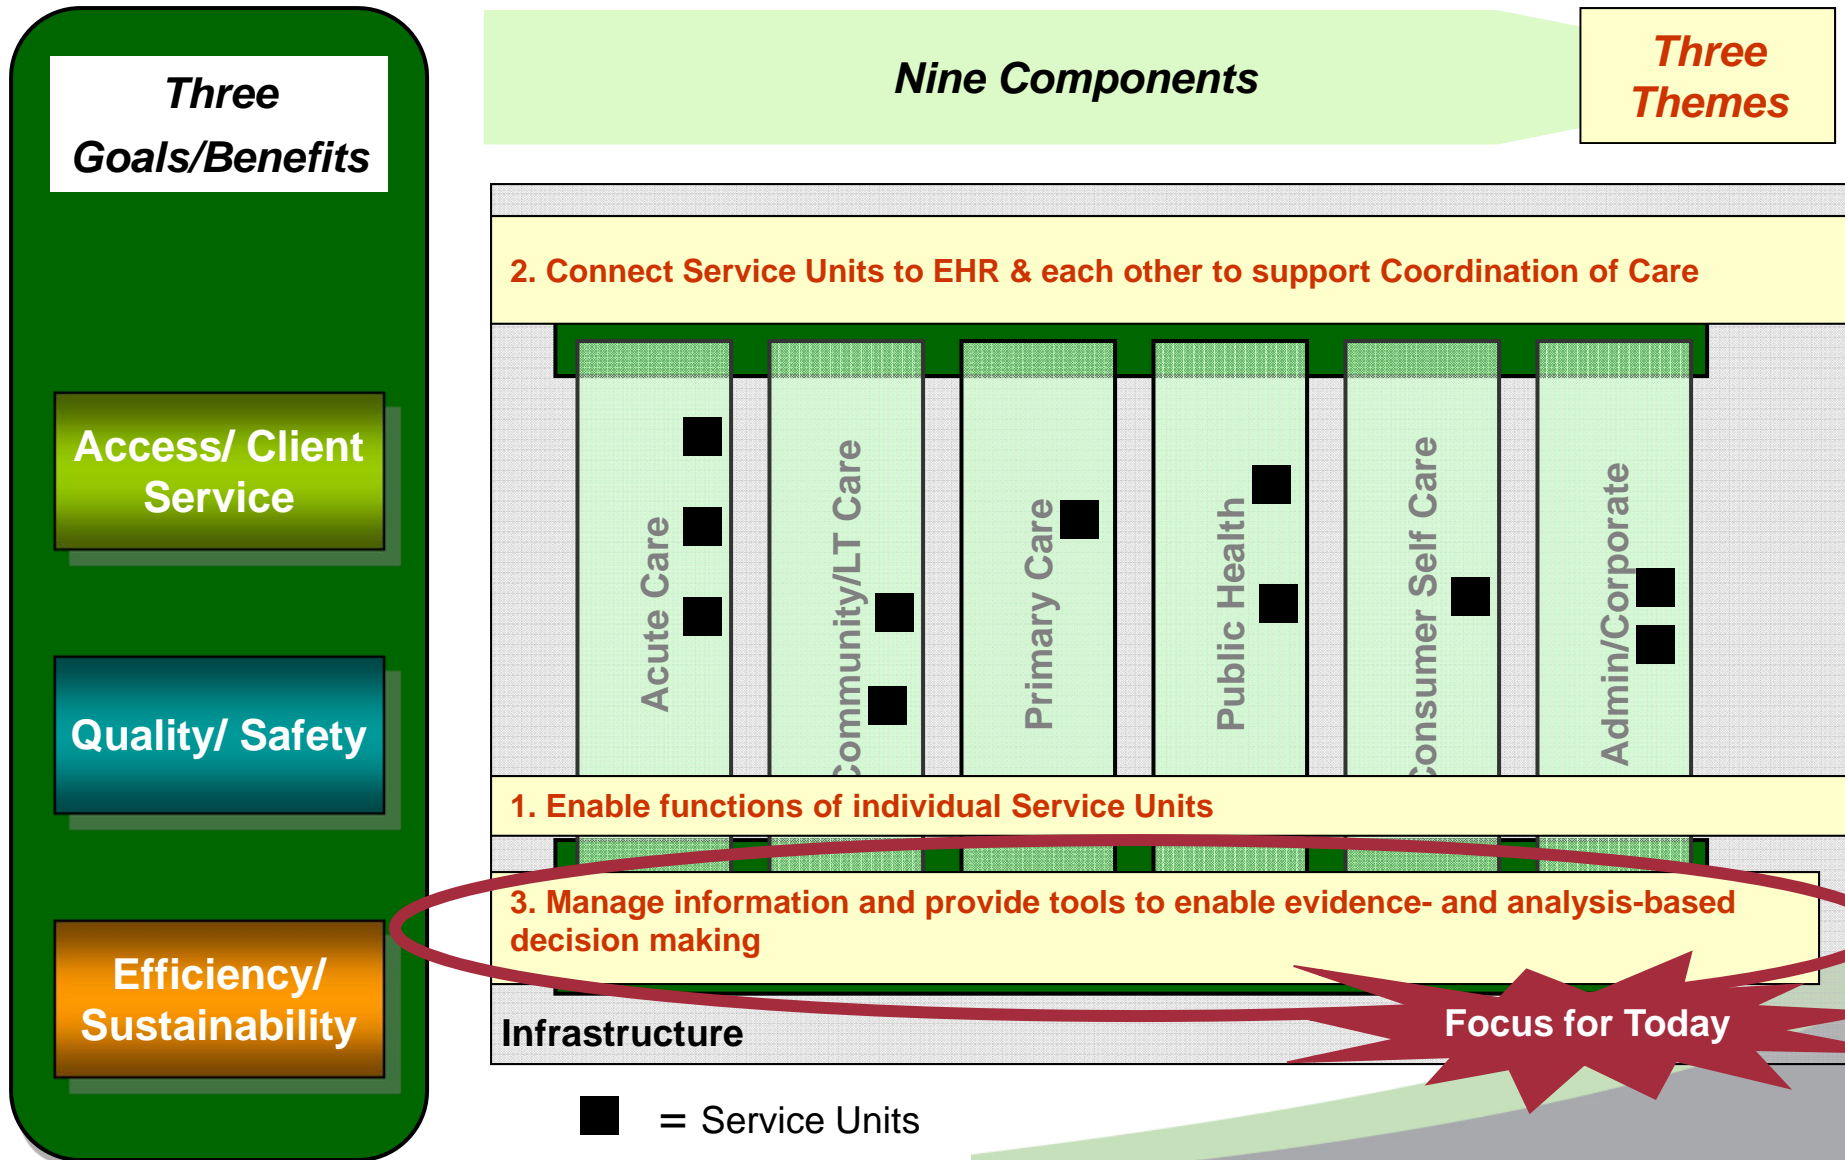 Three
Goals/Benefits
Access/ Client
Service
Quality/ Safety
Efficiency/
Sustainability
Nine Components
Three
Themes
2. Connect Service Units to EHR & each other to support Coordination of Care
Acute Care
Community/LT Care
Primary Care
Public Health
Consumer Self Care
Admin/Corporate
1. Enable functions of individual Service Units
3. Manage information and provide tools to enable evidence- and analysis-based
decision making
Infrastructure
Focus for Today
= Service Units